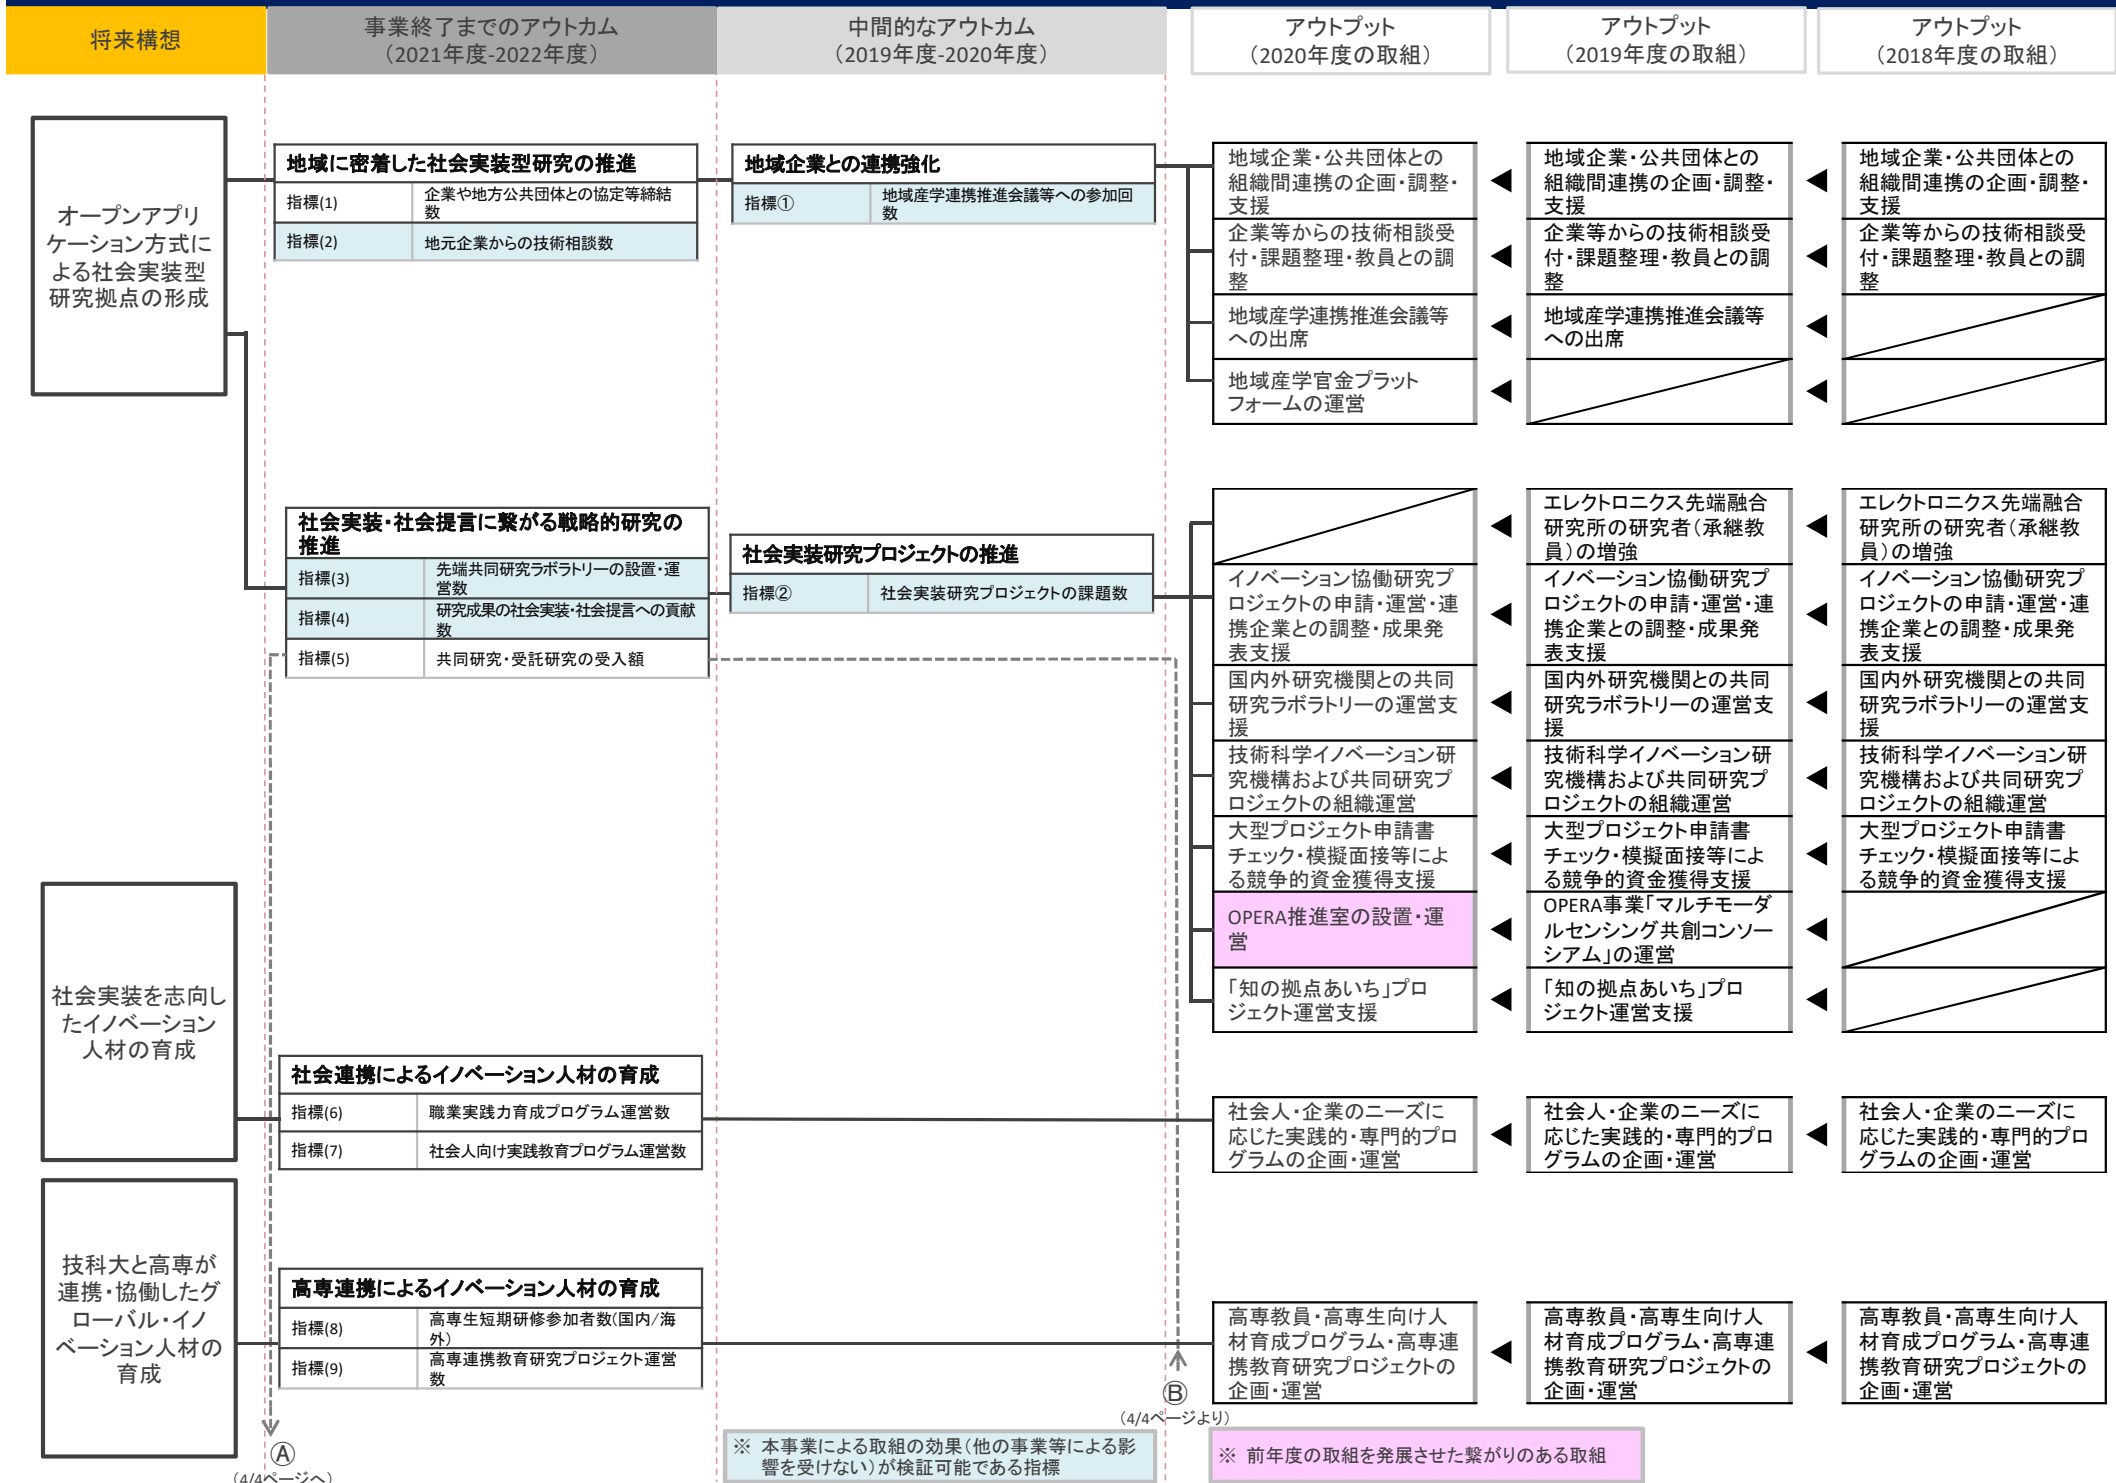 将来構想
事業終了までのアウトカム
（2021年度-2022年度）
中間的なアウトカム
（2019年度-2020年度）
アウトプット
（2020年度の取組）
アウトプット
（2019年度の取組）
アウトプット
（2018年度の取組）
オープンアプリ
ケーション方式に
よる社会実装型
研究拠点の形成
地域に密着した社会実装型研究の推進
指標(1)
企業や地方公共団体との協定等締結
数
指標(2)
地元企業からの技術相談数
地域企業との連携強化
指標①
地域産学連携推進会議等への参加回
数
地域企業・公共団体との
組織間連携の企画・調整・
支援
地域企業・公共団体との
組織間連携の企画・調整・
支援
地域企業・公共団体との
組織間連携の企画・調整・
支援
企業等からの技術相談受
付・課題整理・教員との調
整
企業等からの技術相談受
付・課題整理・教員との調
整
企業等からの技術相談受
付・課題整理・教員との調
整
地域産学連携推進会議等
への出席
地域産学連携推進会議等
への出席
地域産学官金プラット
フォームの運営
社会実装・社会提言に繋がる戦略的研究の
推進
指標(3)
先端共同研究ラボラトリーの設置・運
営数
指標(4)
研究成果の社会実装・社会提言への貢献
数
指標(5)
共同研究・受託研究の受入額
社会実装研究プロジェクトの推進
指標②
社会実装研究プロジェクトの課題数
エレクトロニクス先端融合
研究所の研究者（承継教
員）の増強
エレクトロニクス先端融合
研究所の研究者（承継教
員）の増強
イノベーション協働研究プ
ロジェクトの申請・運営・連
携企業との調整・成果発
表支援
イノベーション協働研究プ
ロジェクトの申請・運営・連
携企業との調整・成果発
表支援
イノベーション協働研究プ
ロジェクトの申請・運営・連
携企業との調整・成果発
表支援
国内外研究機関との共同
研究ラボラトリーの運営支
援
国内外研究機関との共同
研究ラボラトリーの運営支
援
国内外研究機関との共同
研究ラボラトリーの運営支
援
技術科学イノベーション研
究機構および共同研究プ
ロジェクトの組織運営
技術科学イノベーション研
究機構および共同研究プ
ロジェクトの組織運営
技術科学イノベーション研
究機構および共同研究プ
ロジェクトの組織運営
大型プロジェクト申請書
チェック・模擬面接等によ
る競争的資金獲得支援
大型プロジェクト申請書
チェック・模擬面接等によ
る競争的資金獲得支援
大型プロジェクト申請書
チェック・模擬面接等によ
る競争的資金獲得支援
OPERA推進室の設置・運
営
OPERA事業「マルチモーダ
ルセンシング共創コンソー
シアム」の運営
「知の拠点あいち」プロ
ジェクト運営支援
「知の拠点あいち」プロ
ジェクト運営支援
社会実装を志向し
たイノベーション
人材の育成
社会連携によるイノベーション人材の育成
指標(6)
職業実践力育成プログラム運営数
指標(7)
社会人向け実践教育プログラム運営数
社会人・企業のニーズに
応じた実践的・専門的プロ
グラムの企画・運営
社会人・企業のニーズに
応じた実践的・専門的プロ
グラムの企画・運営
社会人・企業のニーズに
応じた実践的・専門的プロ
グラムの企画・運営
技科大と高専が
連携・協働したグ
ローバル・イノ
ベーション人材の
育成
高専連携によるイノベーション人材の育成
指標(8)
高専生短期研修参加者数(国内/海
外)
指標(9)
高専連携教育研究プロジェクト運営
数
高専教員・高専生向け人
材育成プログラム・高専連
携教育研究プロジェクトの
企画・運営
高専教員・高専生向け人
材育成プログラム・高専連
携教育研究プロジェクトの
企画・運営
高専教員・高専生向け人
材育成プログラム・高専連
携教育研究プロジェクトの
企画・運営
Ⓐ
(4/4ページへ)
Ⓑ
(4/4ページより)
※ 本事業による取組の効果（他の事業等による影
響を受けない）が検証可能である指標
※ 前年度の取組を発展させた繋がりのある取組